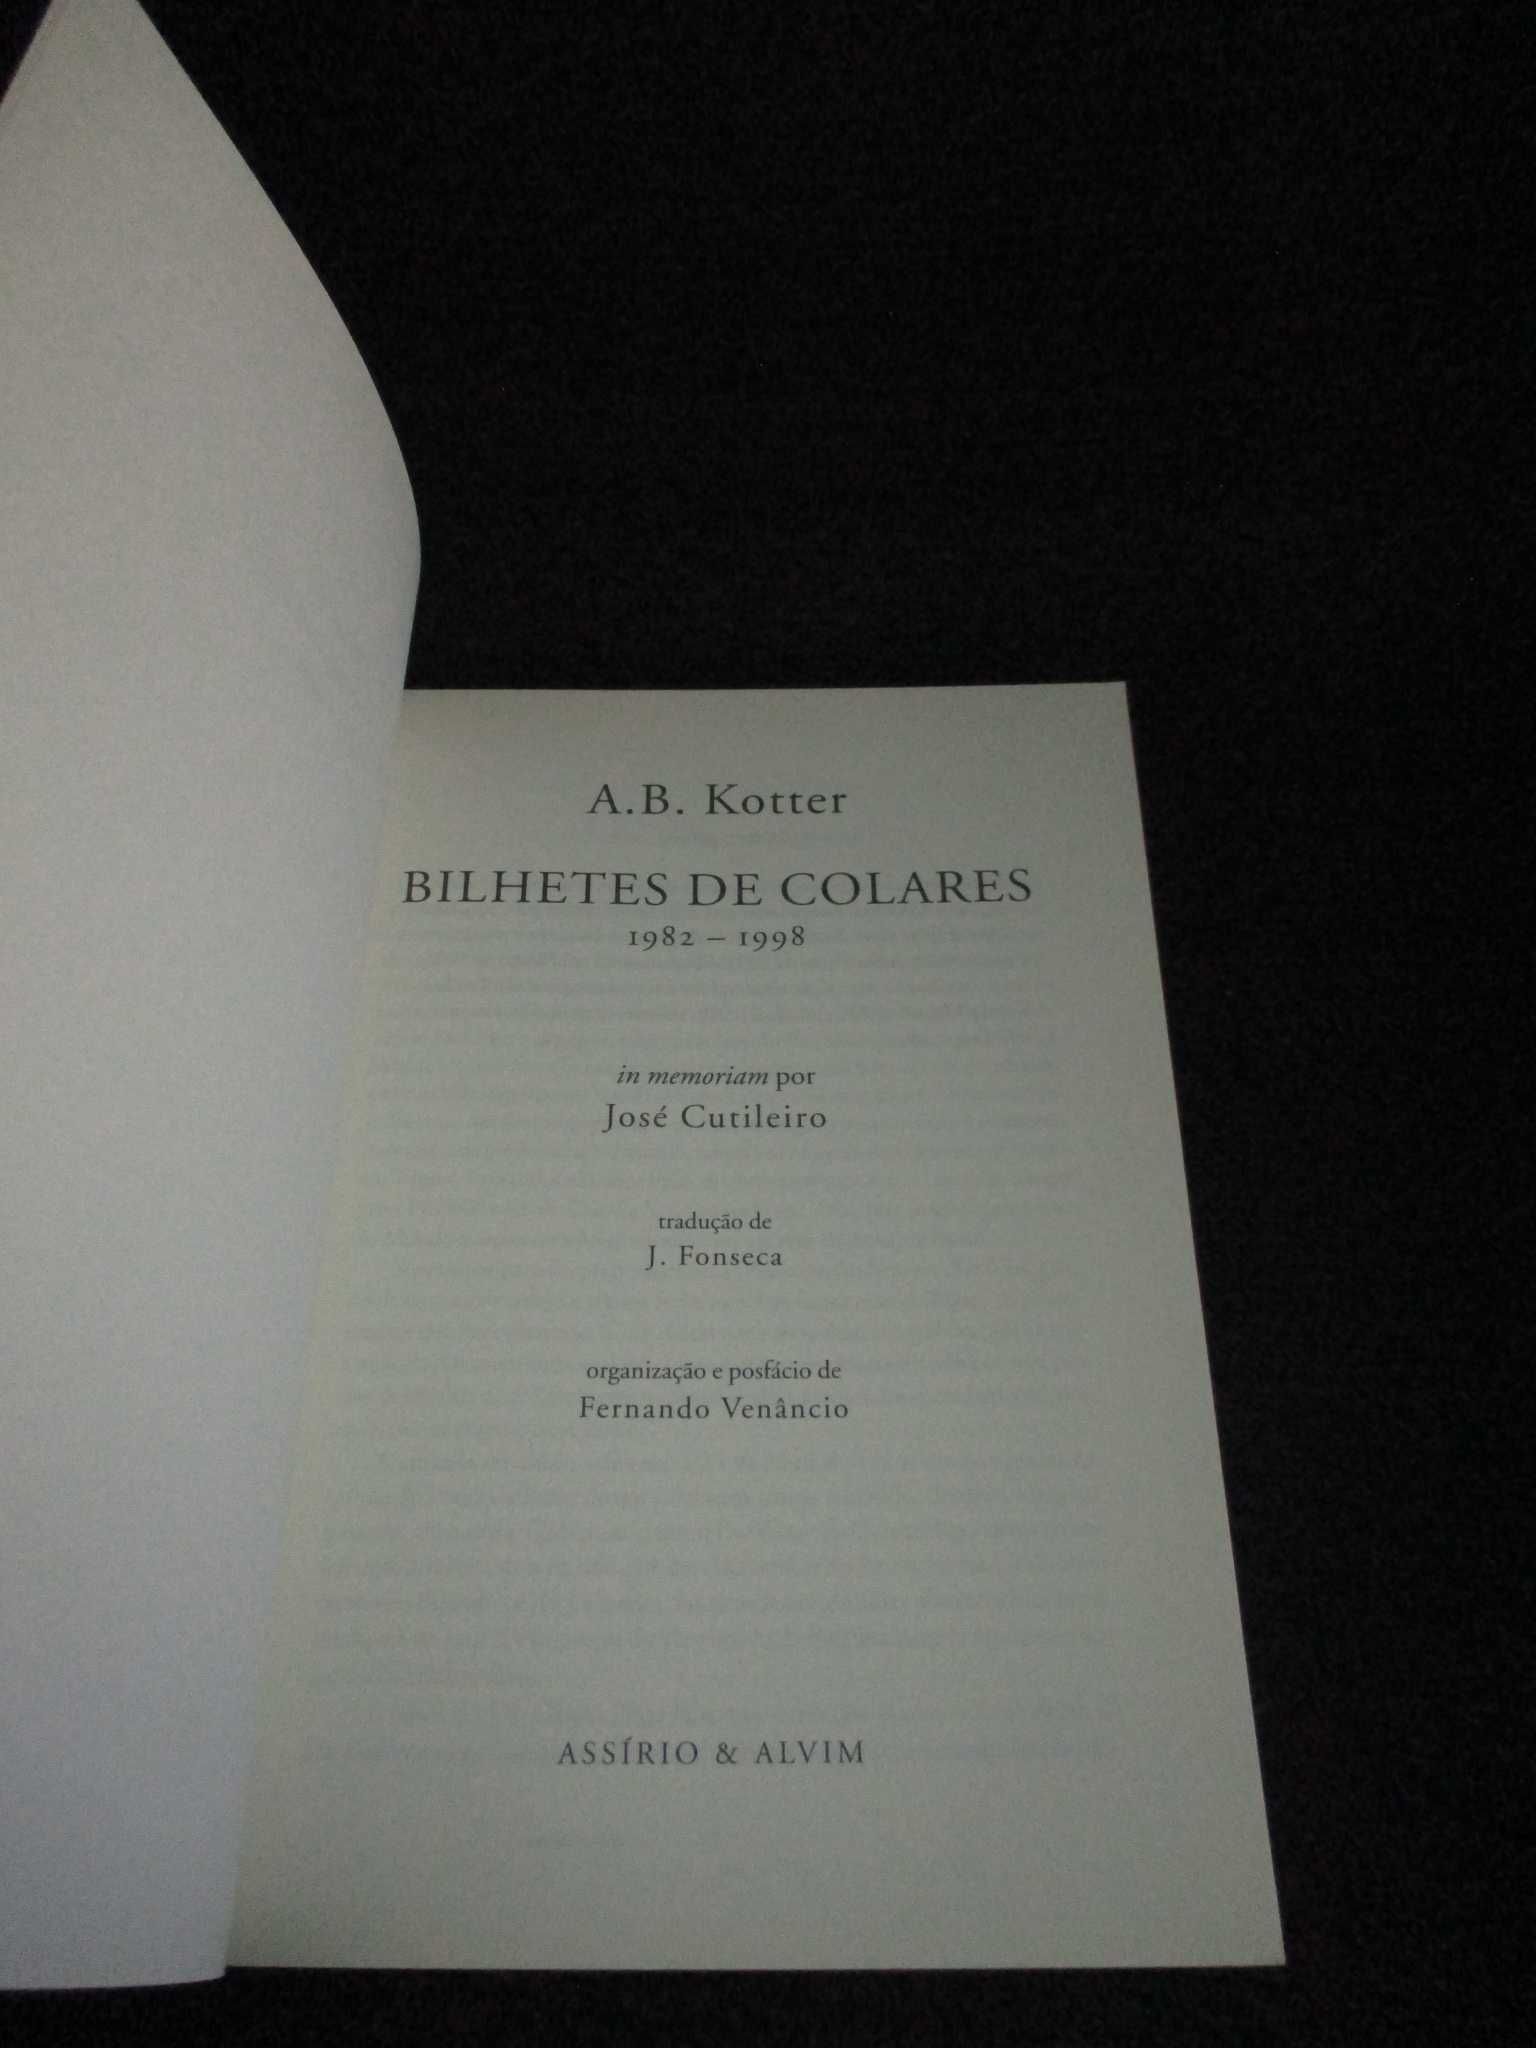 A.B. Kotter
BILHETES DE COLARES
1982 – 1998
in memoriam por
José Cutileiro
tradução de
J. Fonseca
organização e posfácio de
Fernando Venâncio
ASSÍRIO & ALVIM